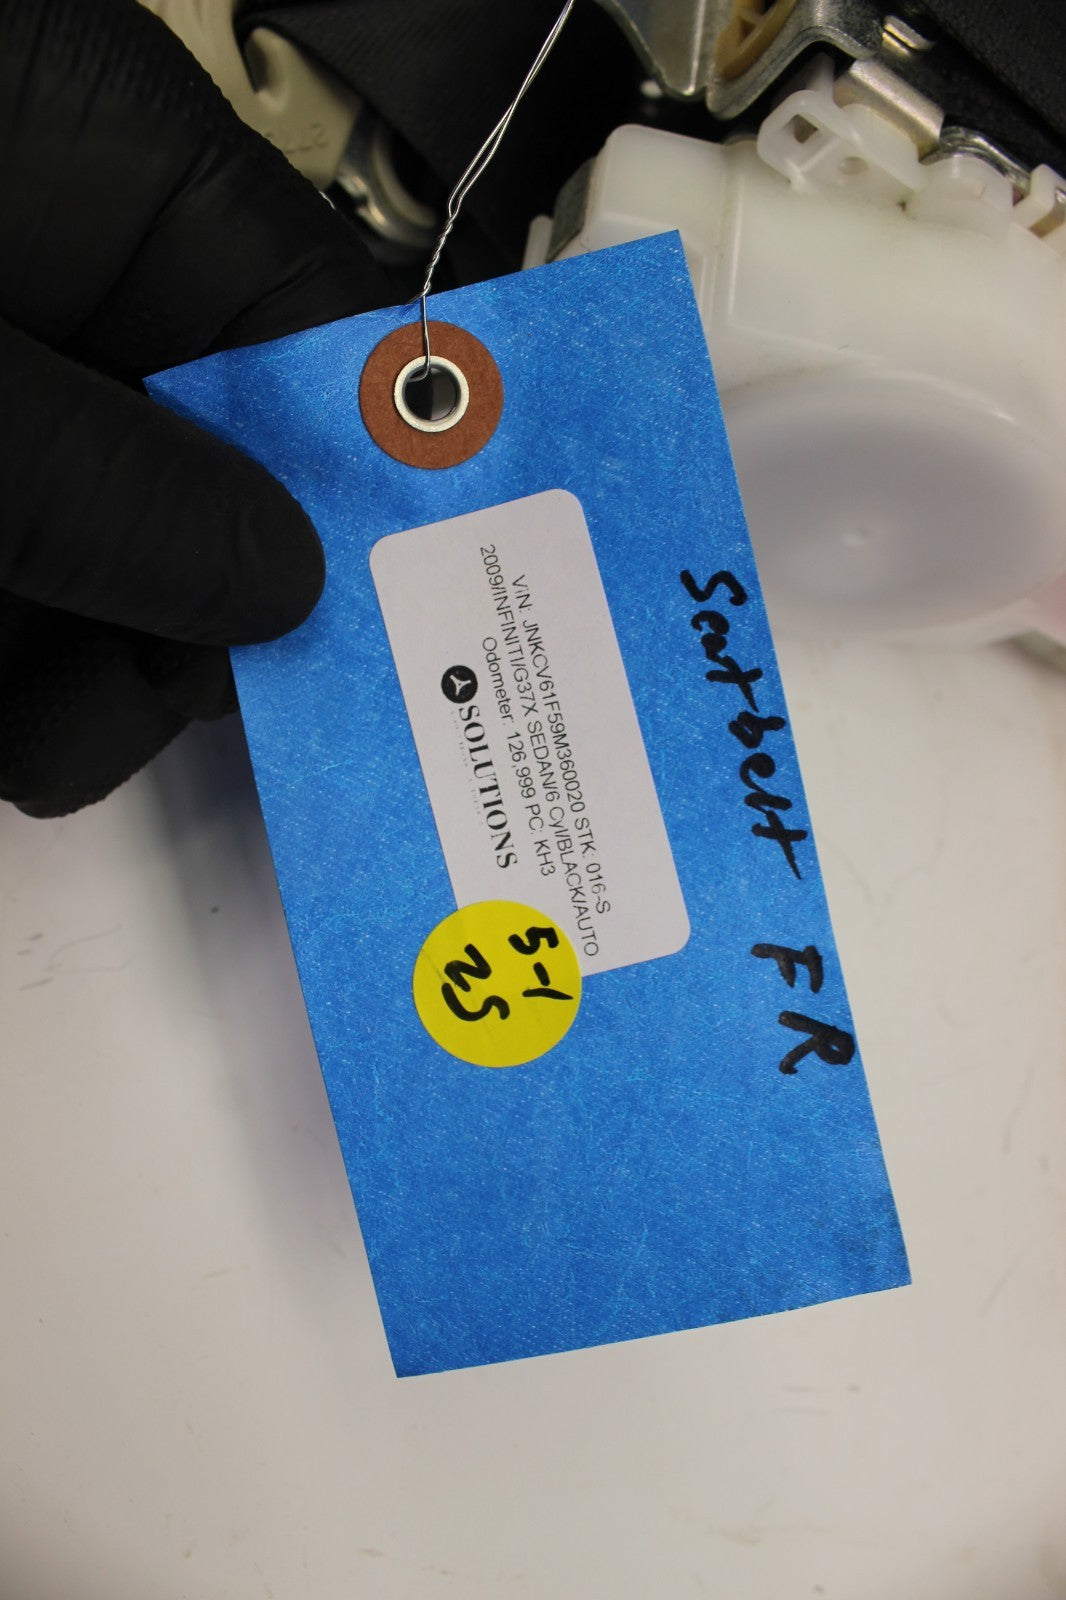 Seatbelt FR
VIN: JNKCV61F59M360020 STK: 016-S
2009/INFINITI/G37X SEDAN/6 Cyl/BLACK/AUTO
Odometer: 126,999 PC: KH3
SOLUTIONS
5-1
25